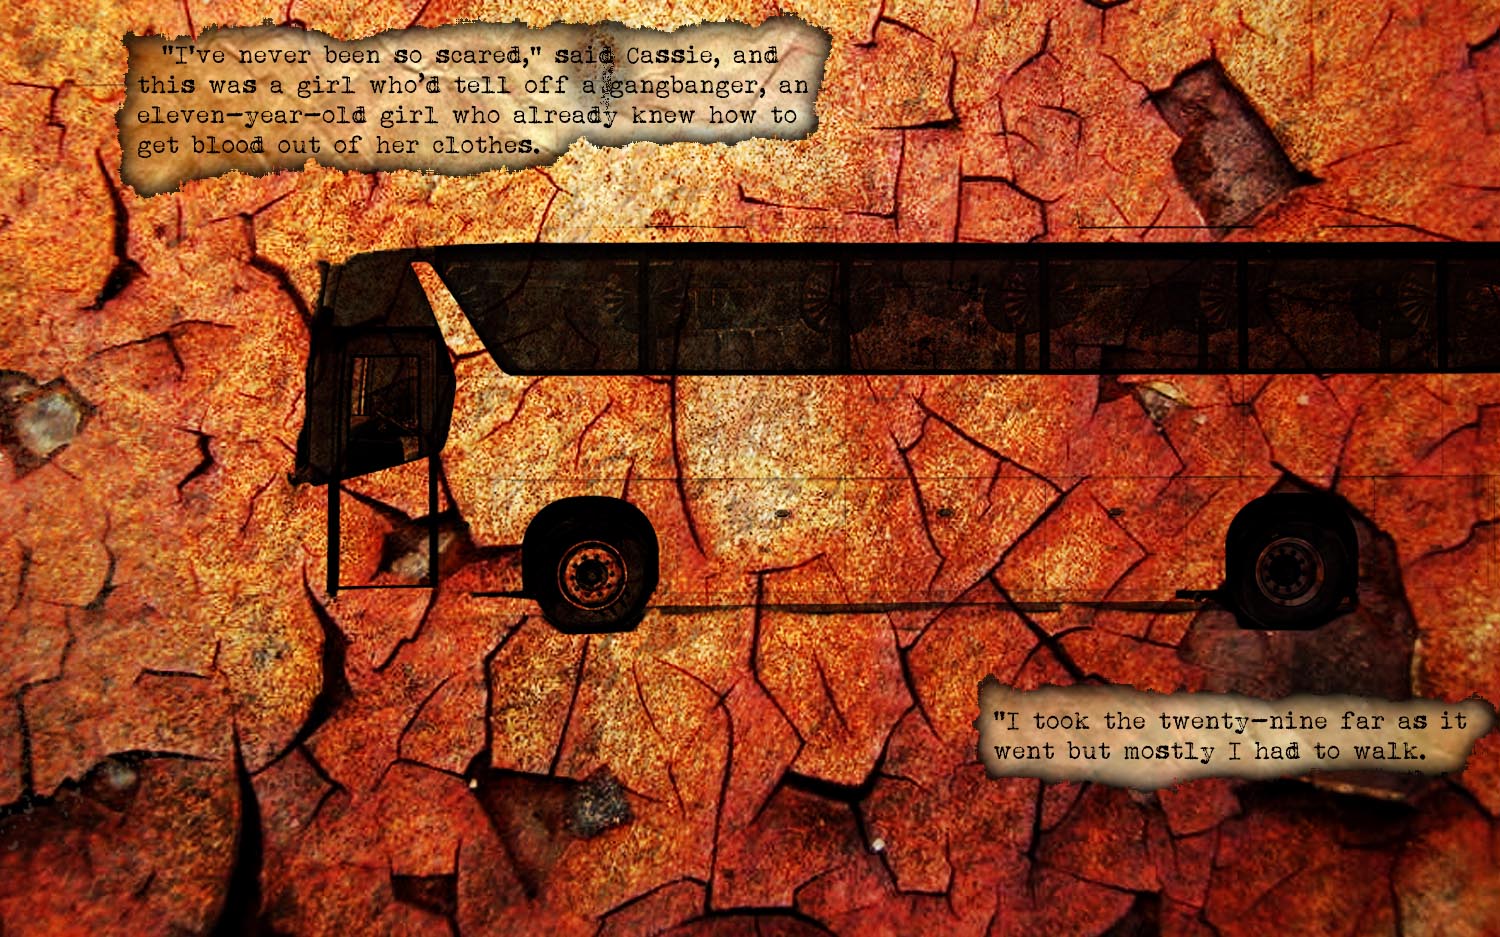 "I've never been so scared," said Cassie, and
this was a girl who'd tell off a gangbanger, an
eleven-year-old girl who already knew how to
get blood out of her clothes.
"I took the twenty-nine far as it
went but mostly I had to walk.